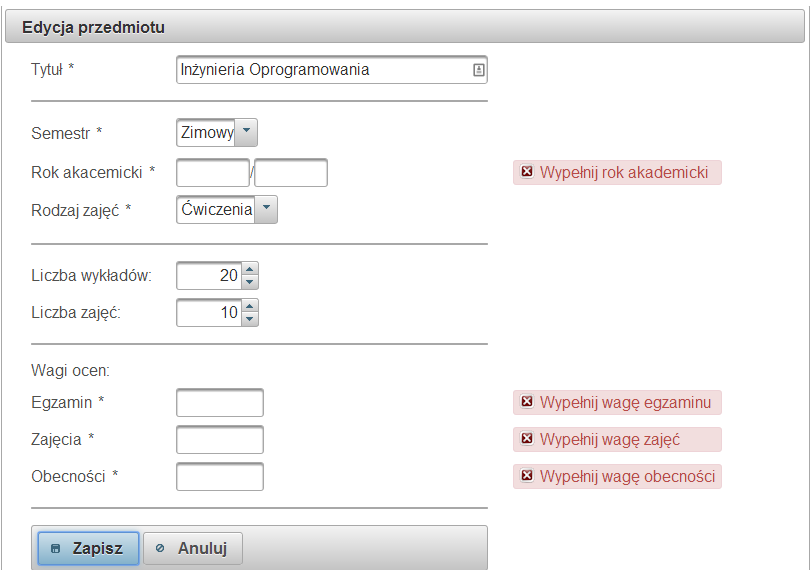 Edycja przedmiotu
Tytuł * Inżynieria Oprogramowania
Semestr * Zimowy
Rok akacemicki * / Wypełnij rok akademicki
Rodzaj zajęć * Ćwiczenia
Liczba wykładów: 20
Liczba zajęć: 10
Wagi ocen:
Egzamin * Wypełnij wagę egzaminu
Zajęcia * Wypełnij wagę zajęć
Obecności * Wypełnij wagę obecności
Zapisz Anuluj